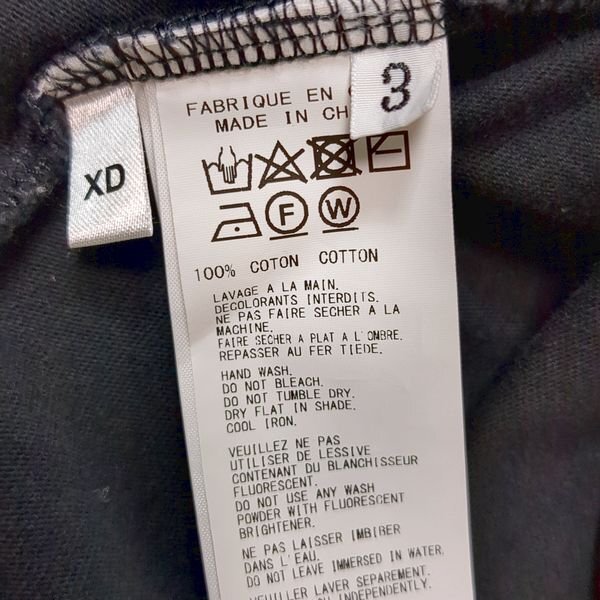 3
XD
FABRIQUE EN
MADE IN
F W
100% COTON COTTON
LAVAGE A LA MAIN.
DECOLORANTS INTERDITS.
NE PAS FAIRE SECHER A LA
MACHINE.
FAIRE SECHER A PLAT A L'OMBRE.
REPASSER AU FER TIEDE.
HAND WASH.
DO NOT BLEACH.
DO NOT TUMBLE DRY.
DRY FLAT IN SHADE.
COOL IRON.
VEUILLEZ NE PAS
UTILISER DE LESSIVE
CONTENANT DU BLANCHISSEUR
FLUORESCENT.
DO NOT USE ANY WASH
POWDER WITH FLUORESCENT
BRIGHTENER.
NE PAS LAISSER IMBIBER
DANS L'EAU.
DO NOT LEAVE IMMERSED IN WATER.
VEUILLER LAVER SEPAREMENT.